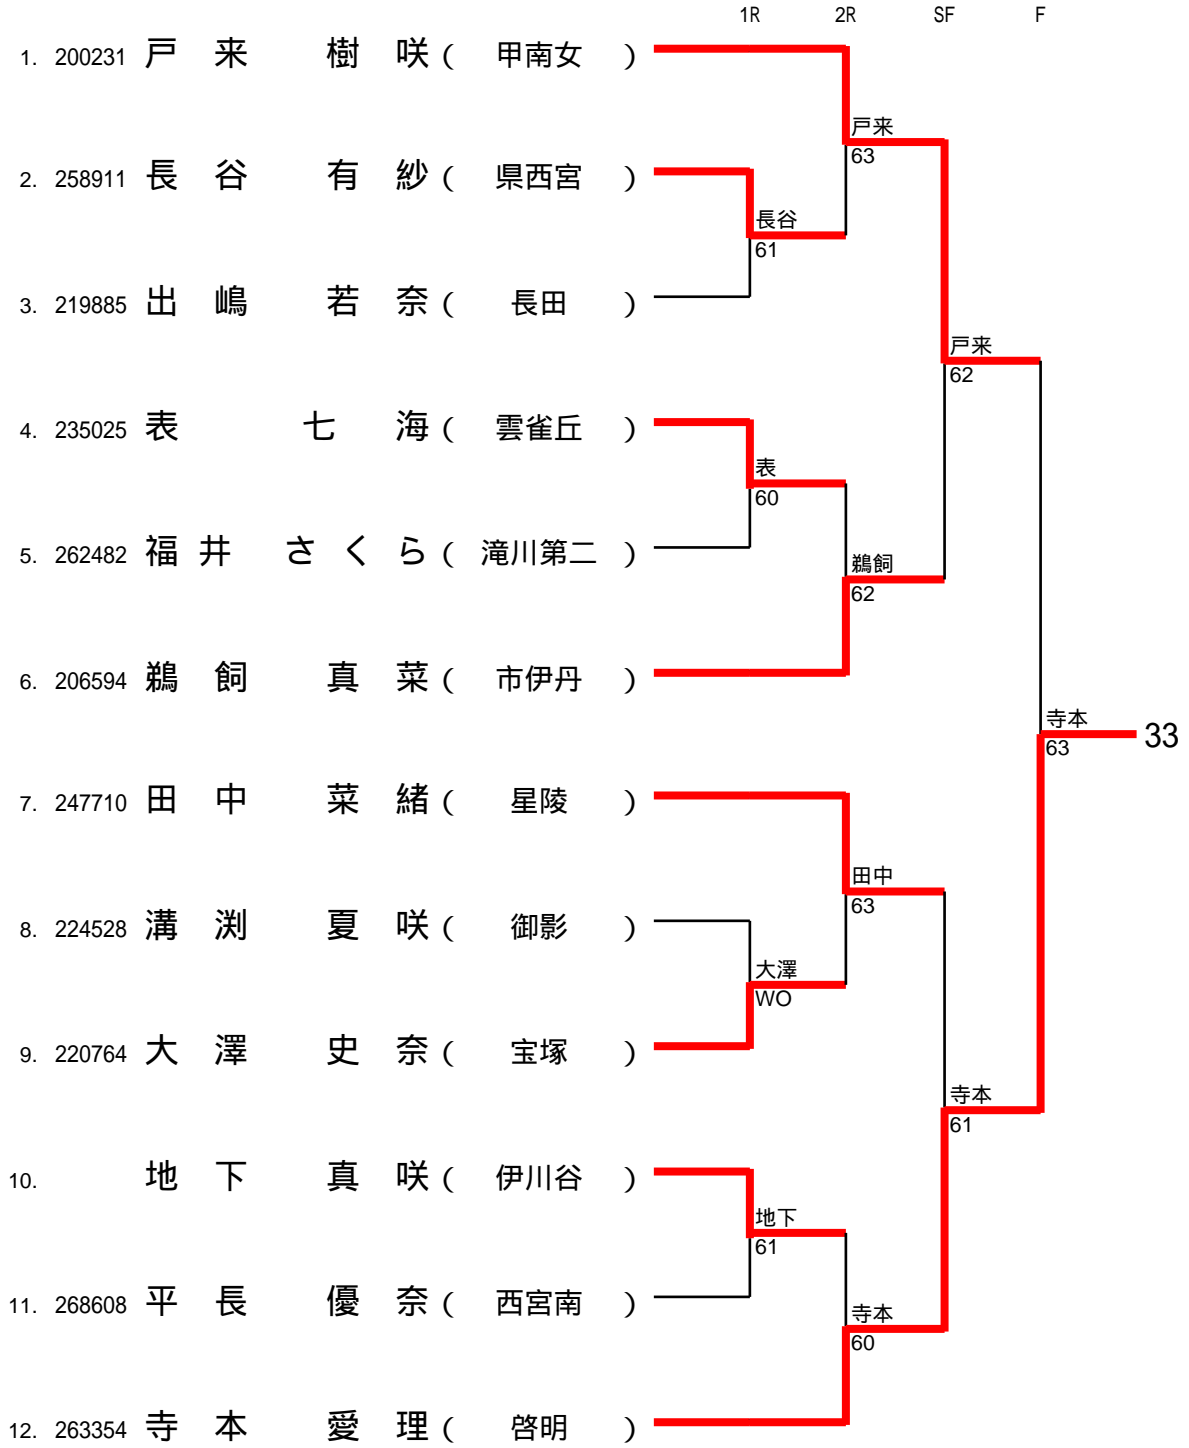 1R 2R SF F
1. 200231 戸来 樹咲 ( 甲南女 )
戸来
63
2. 258911 長谷 有紗 ( 県西宮 )
長谷
61
3. 219885 出嶋 若奈 ( 長田 )
戸来
62
4. 235025 表 七海 ( 雲雀丘 )
表
60
5. 262482 福井 さくら ( 滝川第二 )
鵜飼
62
6. 206594 鵜飼 真菜 ( 市伊丹 )
寺本
63
33
7. 247710 田中 菜緒 ( 星陵 )
田中
63
8. 224528 溝渕 夏咲 ( 御影 )
大澤
WO
9. 220764 大澤 史奈 ( 宝塚 )
寺本
61
10. 地下 真咲 ( 伊川谷 )
地下
61
11. 268608 平長 優奈 ( 西宮南 )
寺本
60
12. 263354 寺本 愛理 ( 啓明 )